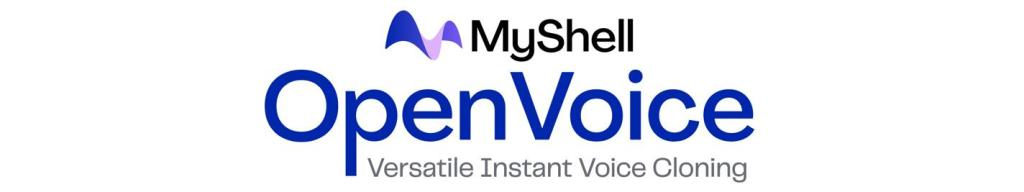 MyShell
OpenVoice
Versatile Instant Voice Cloning